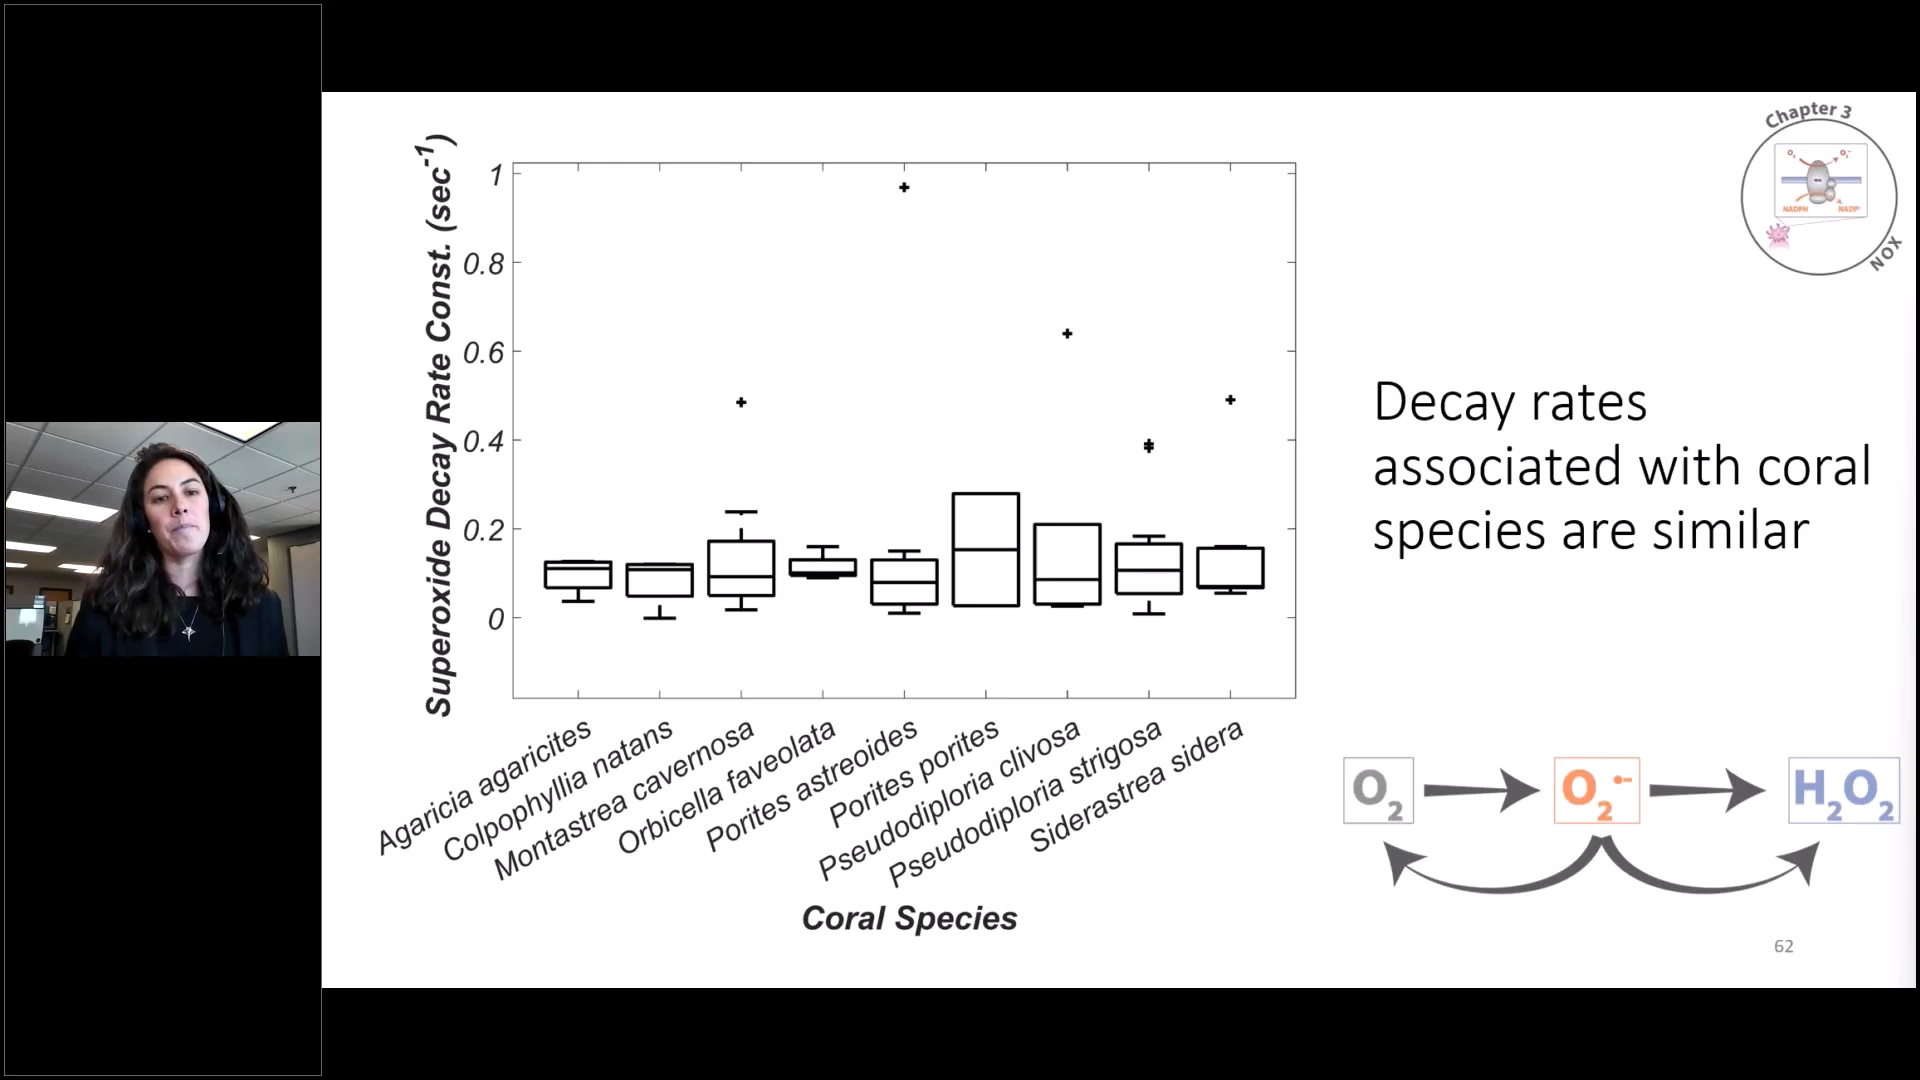 Chapter 3
O₂ O₂⁻
NADPH NADP⁺
NOX
Superoxide Decay Rate Const. (sec⁻¹)
1
0.8
0.6
0.4
0.2
0
Agaricia agaricites
Colpophyllia natans
Montastrea cavernosa
Orbicella faveolata
Porites astreoides
Porites porites
Pseudodiploria clivosa
Pseudodiploria strigosa
Siderastrea sidera
Coral Species
Decay rates
associated with coral
species are similar
O₂ O₂•⁻ H₂O₂
62